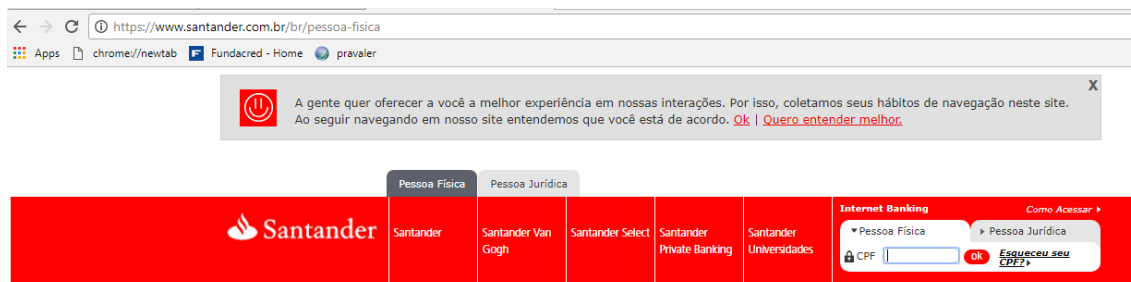 https://www.santander.com.br/br/pessoa-fisica
Apps chrome://newtab Fundacred - Home pravaler
X
A gente quer oferecer a você a melhor experiência em nossas interações. Por isso, coletamos seus hábitos de navegação neste site.
Ao seguir navegando em nosso site entendemos que você está de acordo. Ok | Quero entender melhor.
Pessoa Física Pessoa Jurídica
Santander
Santander
Santander Van
Gogh
Santander Select
Santander
Private Banking
Santander
Universidades
Internet Banking Como Acessar
Pessoa Física Pessoa Jurídica
CPF ok Esqueceu seu
CPF?